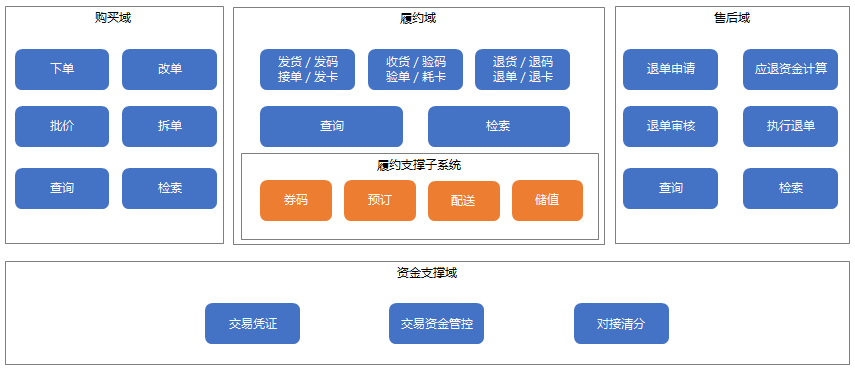 购买域
下单
改单
批价
拆单
查询
检索
履约域
发货 / 发码
接单 / 发卡
收货 / 验码
验单 / 耗卡
退货 / 退码
退单 / 退卡
查询
检索
履约支撑子系统
券码
预订
配送
储值
售后域
退单申请
应退资金计算
退单审核
执行退单
查询
检索
资金支撑域
交易凭证
交易资金管控
对接清分